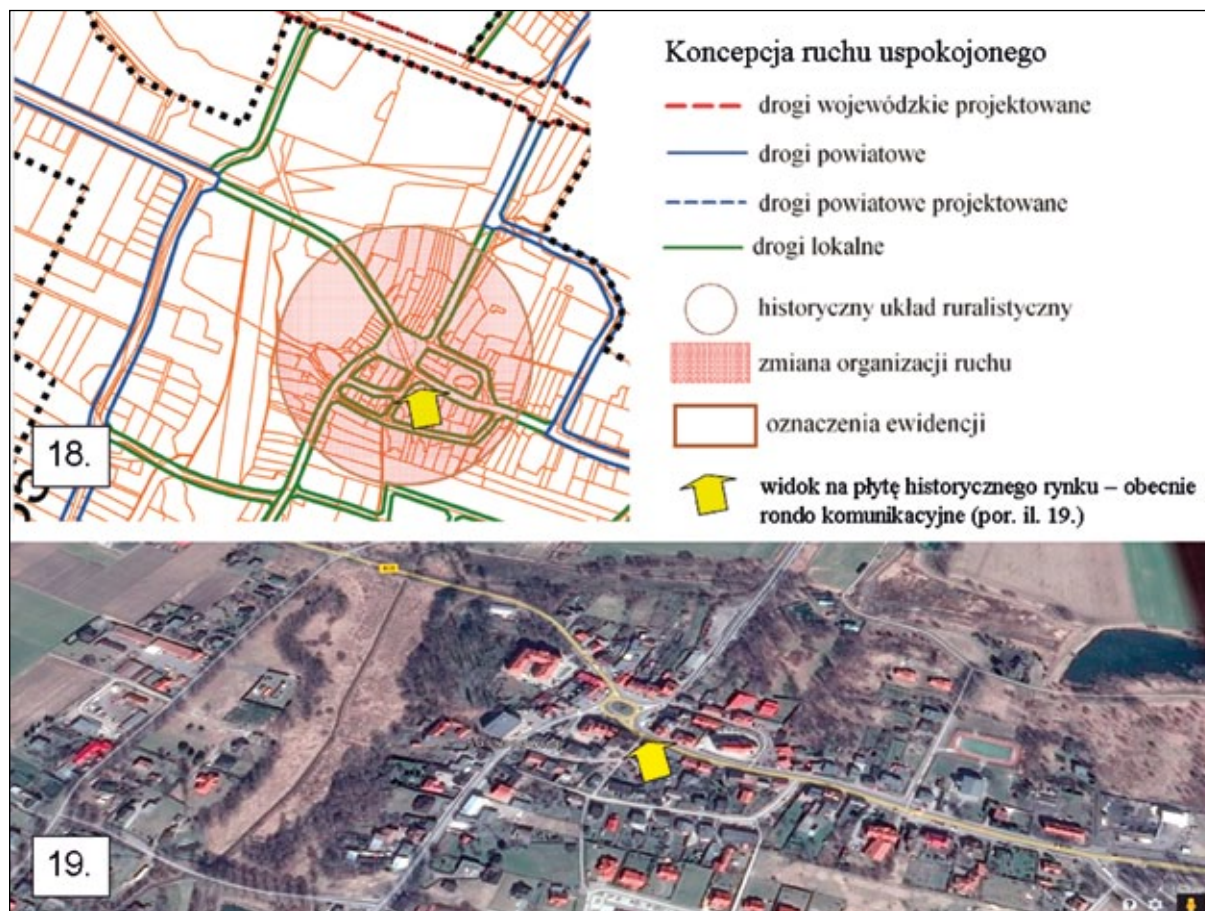 Koncepcja ruchu uspokojonego
drogi wojewódzkie projektowane
drogi powiatowe
drogi powiatowe projektowane
drogi lokalne
historyczny układ ruralistyczny
zmiana organizacji ruchu
oznaczenia ewidencji
widok na płytę historycznego rynku – obecnie
rondo komunikacyjne (por. il. 19.)
18.
19.